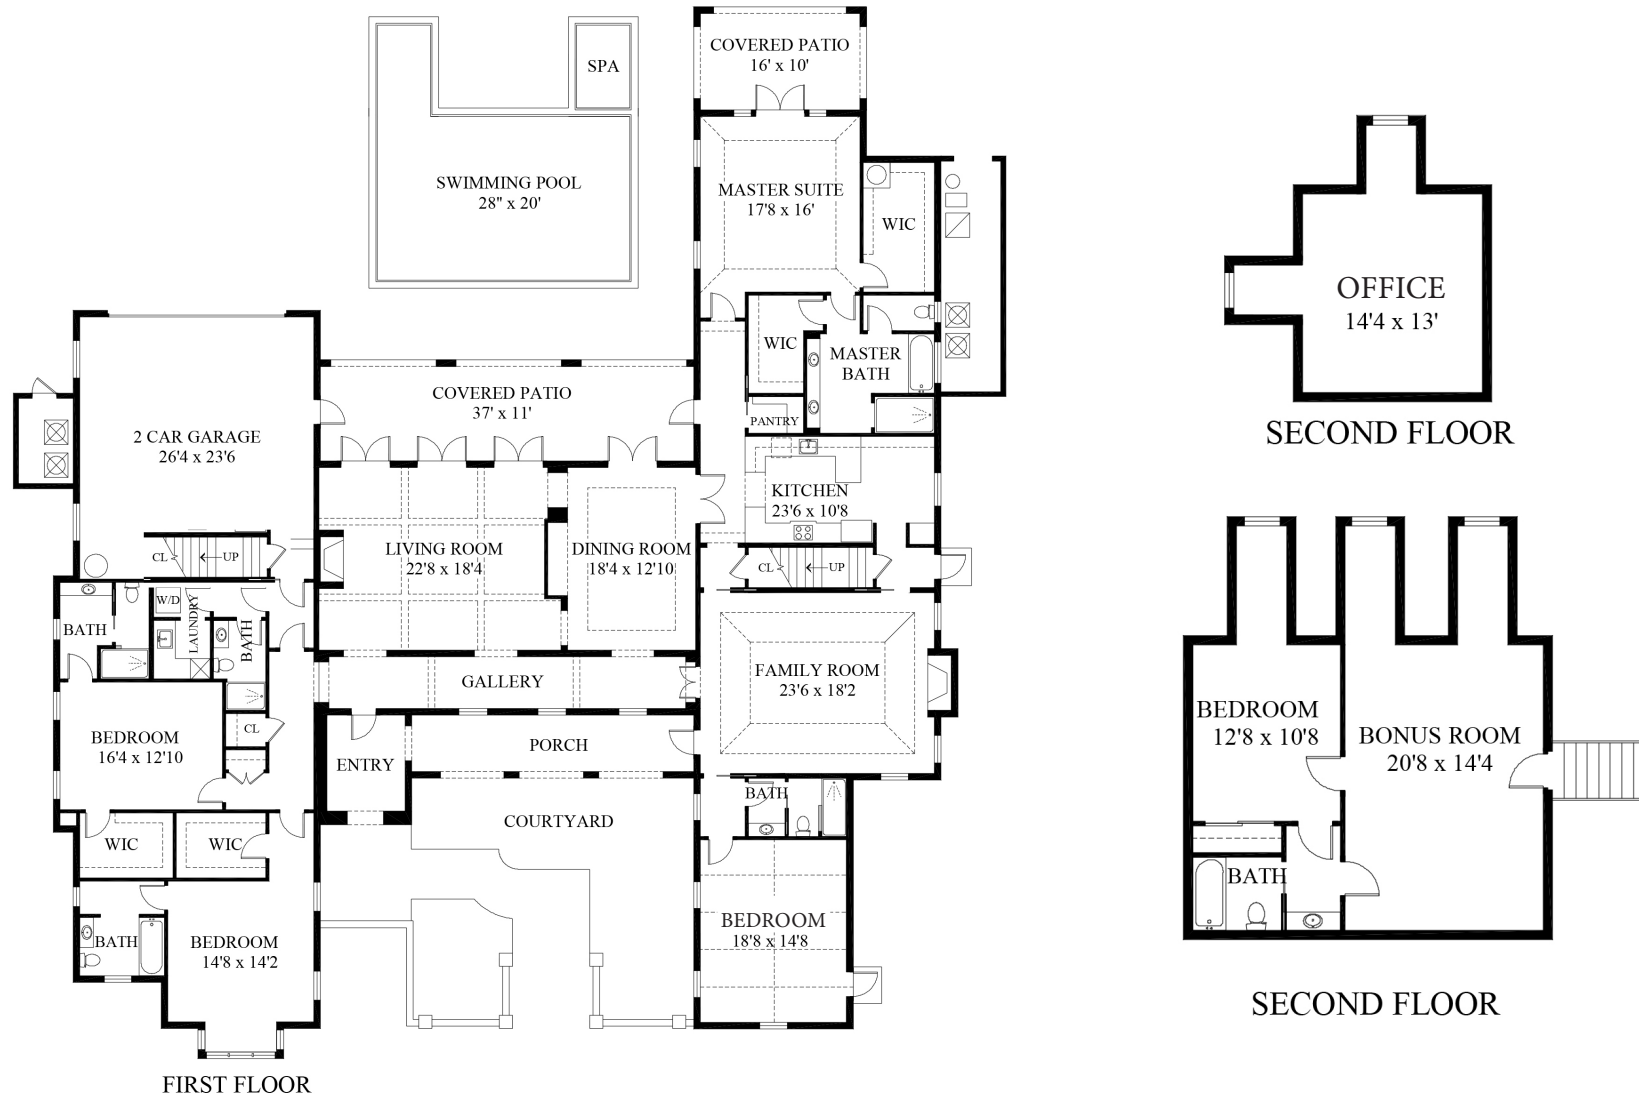 COVERED PATIO
16' x 10'
SPA
SWIMMING POOL
28" x 20'
MASTER SUITE
17'8 x 16'
WIC
WIC
MASTER
BATH
COVERED PATIO
37' x 11'
PANTRY
2 CAR GARAGE
26'4 x 23'6
KITCHEN
23'6 x 10'8
CL
UP
LIVING ROOM
22'8 x 18'4
DINING ROOM
18'4 x 12'10
CL
UP
W/D
LAUNDRY
BATH
BATH
GALLERY
FAMILY ROOM
23'6 x 18'2
CL
BEDROOM
16'4 x 12'10
PORCH
ENTRY
BATH
COURTYARD
WIC
WIC
BEDROOM
18'8 x 14'8
BATH
BEDROOM
14'8 x 14'2
FIRST FLOOR
OFFICE
14'4 x 13'
SECOND FLOOR
BEDROOM
12'8 x 10'8
BONUS ROOM
20'8 x 14'4
BATH
SECOND FLOOR